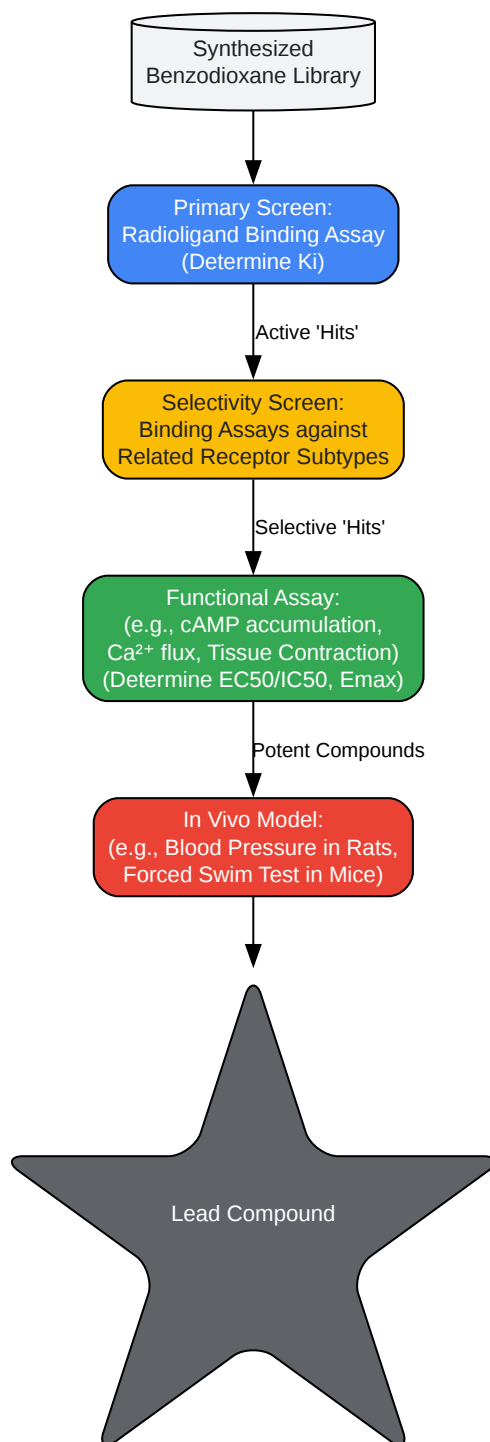 Synthesized
Benzodioxane Library
Primary Screen:
Radioligand Binding Assay
(Determine Ki)
Active 'Hits'
Selectivity Screen:
Binding Assays against
Related Receptor Subtypes
Selective 'Hits'
Functional Assay:
(e.g., cAMP accumulation,
Ca²⁺ flux, Tissue Contraction)
(Determine EC50/IC50, Emax)
Potent Compounds
In Vivo Model:
(e.g., Blood Pressure in Rats,
Forced Swim Test in Mice)
Lead Compound